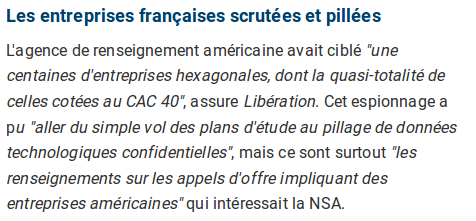 Les entreprises françaises scrutées et pillées
L'agence de renseignement américaine avait ciblé "une
centaines d'entreprises hexagonales, dont la quasi-totalité de
celles cotées au CAC 40", assure Libération. Cet espionnage a
pu "aller du simple vol des plans d'étude au pillage de données
technologiques confidentielles", mais ce sont surtout "les
renseignements sur les appels d'offre impliquant des
entreprises américaines" qui intéressait la NSA.